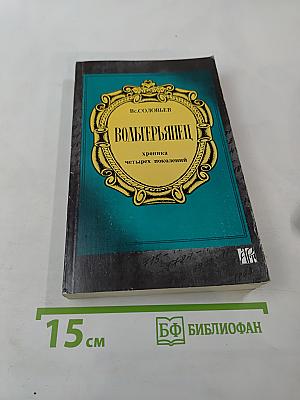 Вс.СОЛОВЬЕВ
ВОЛЬТЕРЬЯНЕЦ
хроника
четырех поколений
15 см
БФ БИБЛИОФАН